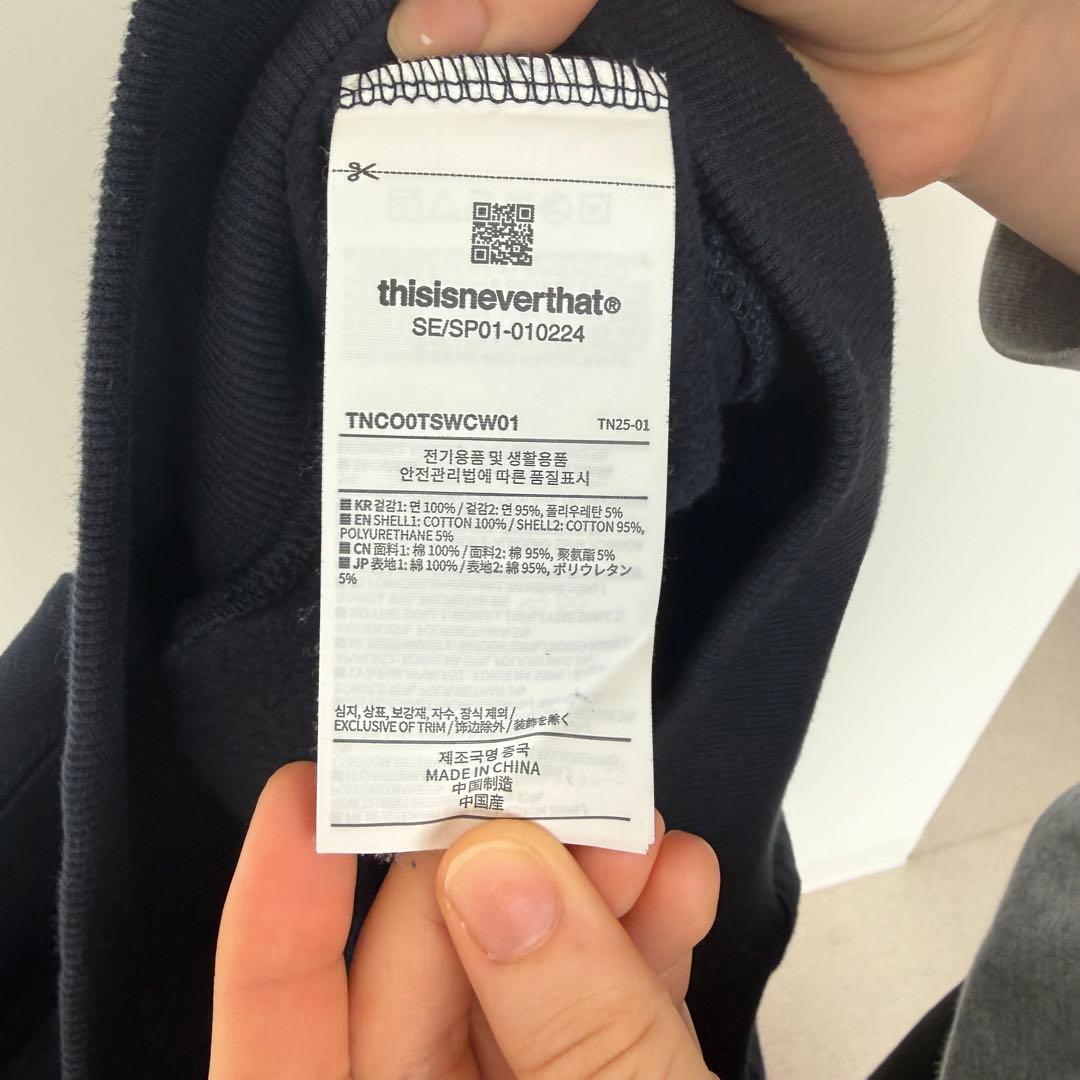 thisisneverthat®
SE/SP01-010224
TNCO0TSWCW01 TN25-01
전기용품 및 생활용품
안전관리법에 따른 품질표시
KR 겉감1: 면 100% / 겉감2: 면 95%, 폴리우레탄 5%
EN SHELL1: COTTON 100% / SHELL2: COTTON 95%,
POLYURETHANE 5%
CN 面料1: 棉 100% / 面料2: 棉 95%, 聚氨酯 5%
JP 表地1: 綿 100% / 表地2: 綿 95%, ポリウレタン
5%
심지, 상표, 보강재, 자수, 장식 제외 /
EXCLUSIVE OF TRIM / 饰边除外 / 装飾を除く
제조국명 중국
MADE IN CHINA
中国制造
中国産